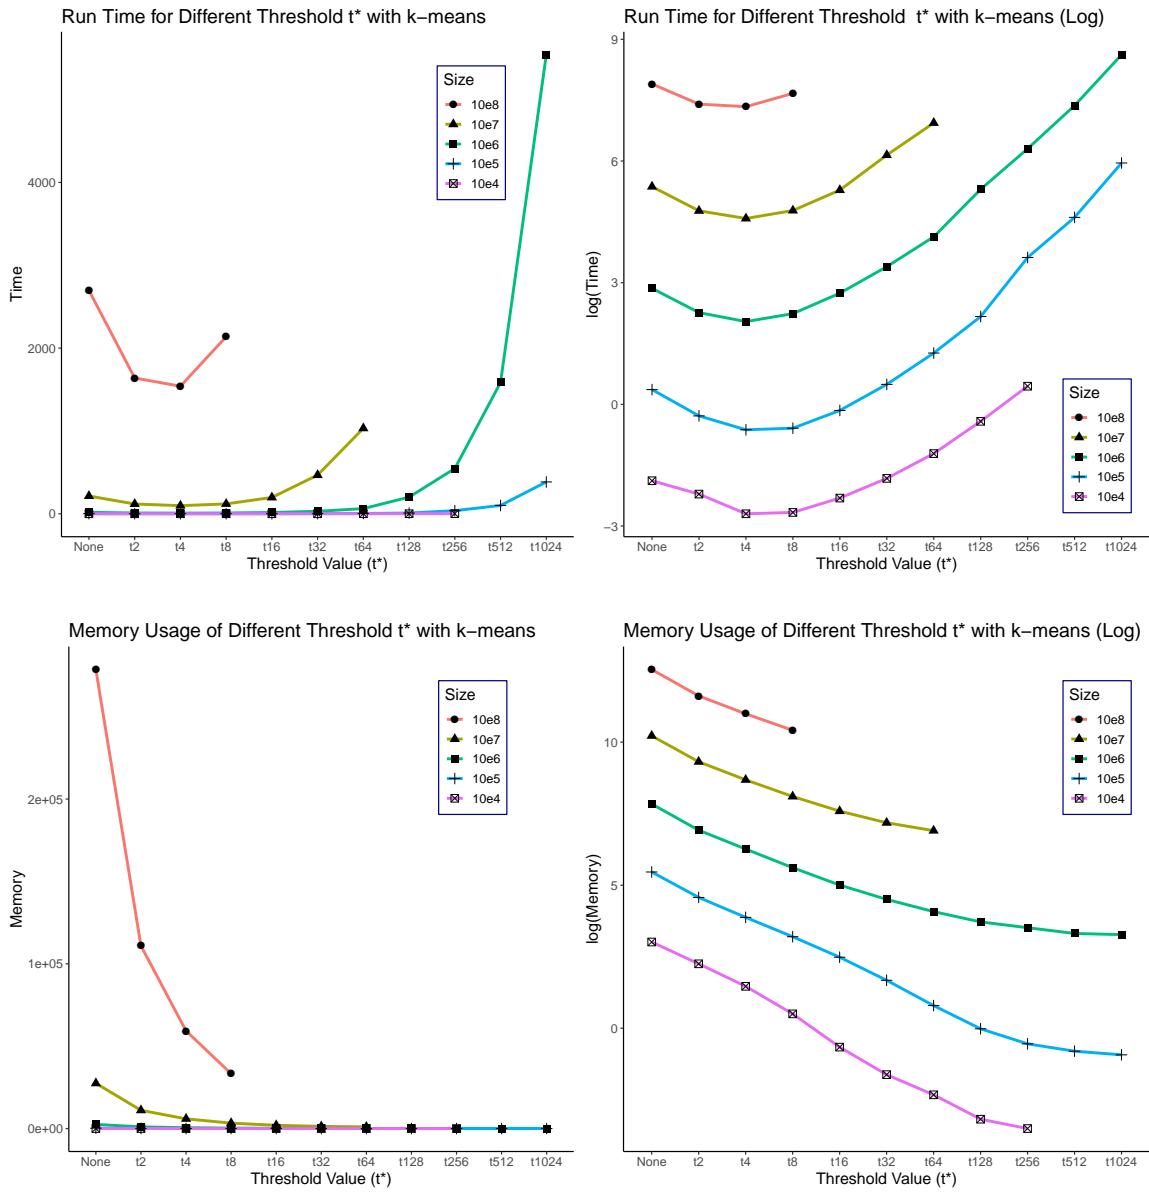 Run Time for Different Threshold t* with k−means
Time
4000
2000
0
Size
10e8
10e7
10e6
10e5
10e4
None t2 t4 t8 t16 t32 t64 t128 t256 t512 t1024
Threshold Value (t*)
Run Time for Different Threshold  t* with k−means (Log)
log(Time)
9
6
3
0
−3
Size
10e8
10e7
10e6
10e5
10e4
None t2 t4 t8 t16 t32 t64 t128 t256 t512 t1024
Threshold Value (t*)
Memory Usage of Different Threshold t* with k−means
Memory
2e+05
1e+05
0e+00
Size
10e8
10e7
10e6
10e5
10e4
None t2 t4 t8 t16 t32 t64 t128 t256 t512 t1024
Threshold Value (t*)
Memory Usage of Different Threshold t* with k−means (Log)
log(Memory)
10
5
0
Size
10e8
10e7
10e6
10e5
10e4
None t2 t4 t8 t16 t32 t64 t128 t256 t512 t1024
Threshold Value (t*)